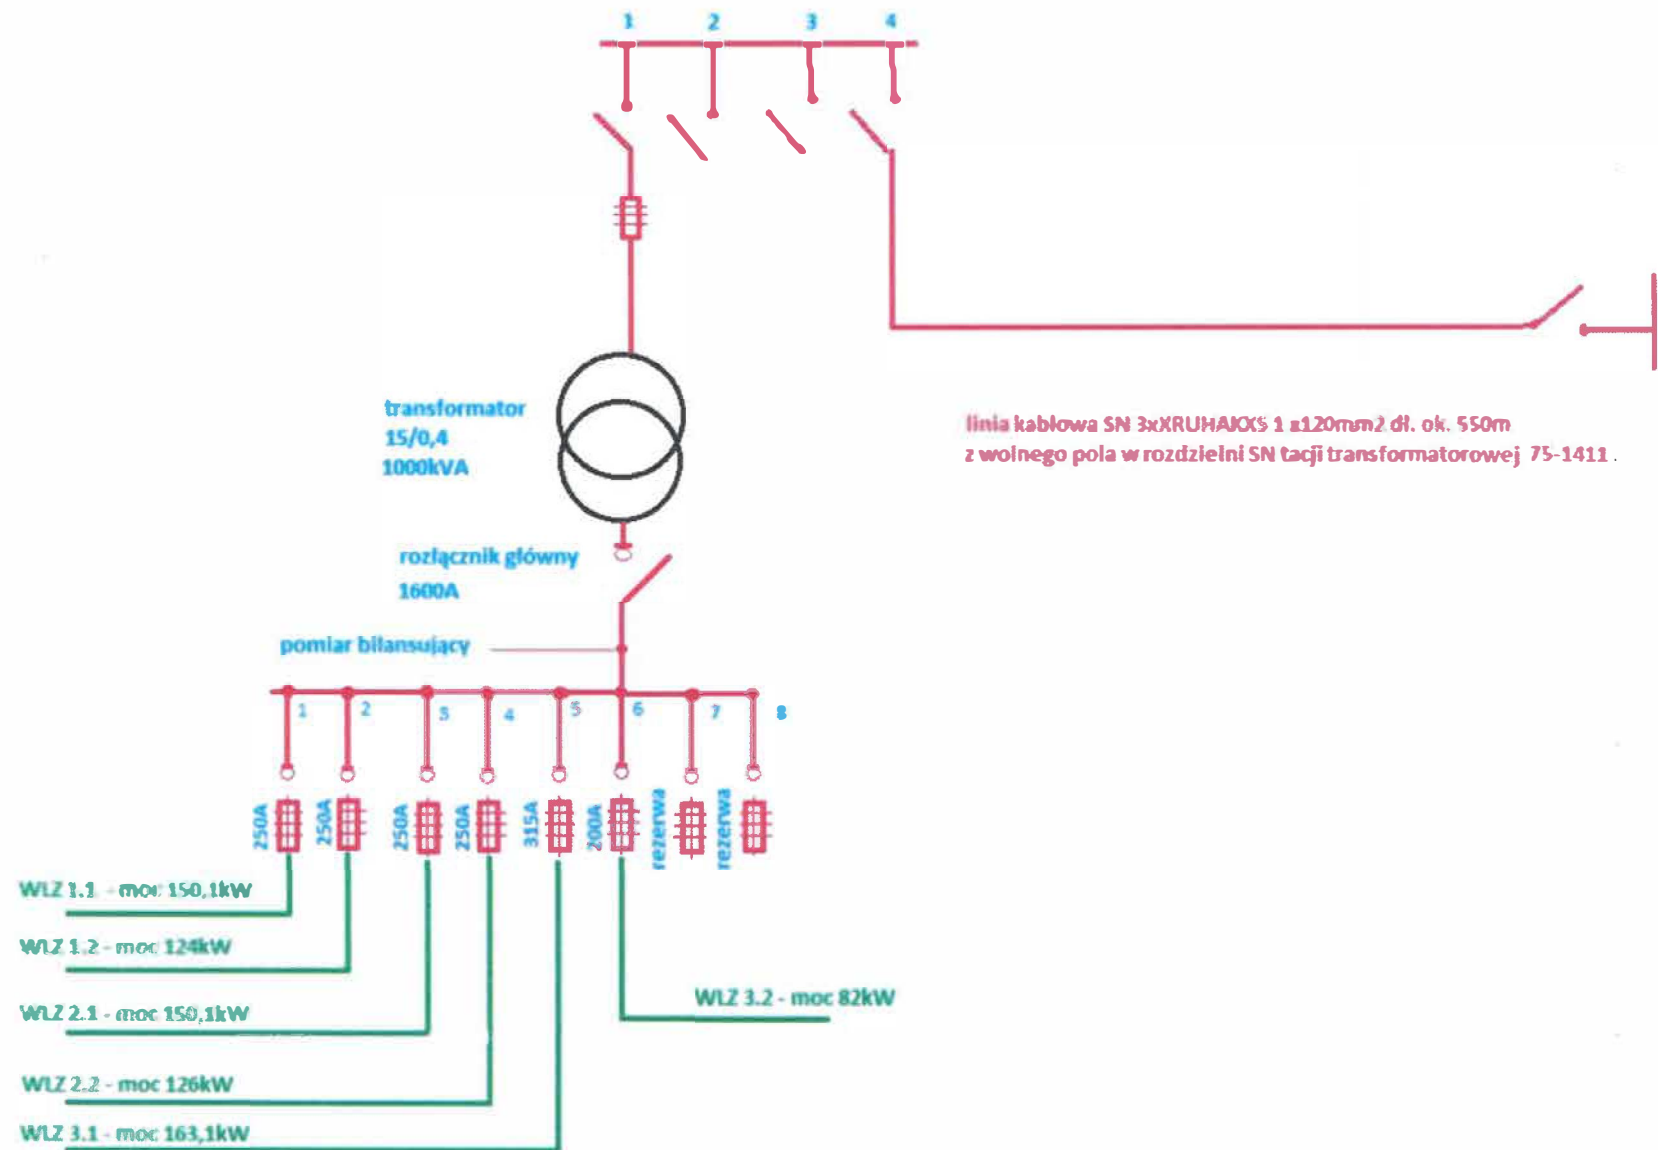 1 2 3 4
transformator
15/0,4
1000kVA
linia kablowa SN 3xXRUHAKXS 1 x120mm2 dł. ok. 550m
z wolnego pola w rozdzielni SN tacji transformatorowej 75-1411.
rozłącznik główny
1600A
pomiar bilansujący
1 2 3 4 5 6 7 8
250A
250A
250A
250A
315A
200A
rezerwa
rezerwa
WLZ 1.1 - moc 150,1kW
WLZ 1.2 - moc 124kW
WLZ 2.1 - moc 150,1kW
WLZ 3.2 - moc 82kW
WLZ 2.2 - moc 126kW
WLZ 3.1 - moc 163,1kW